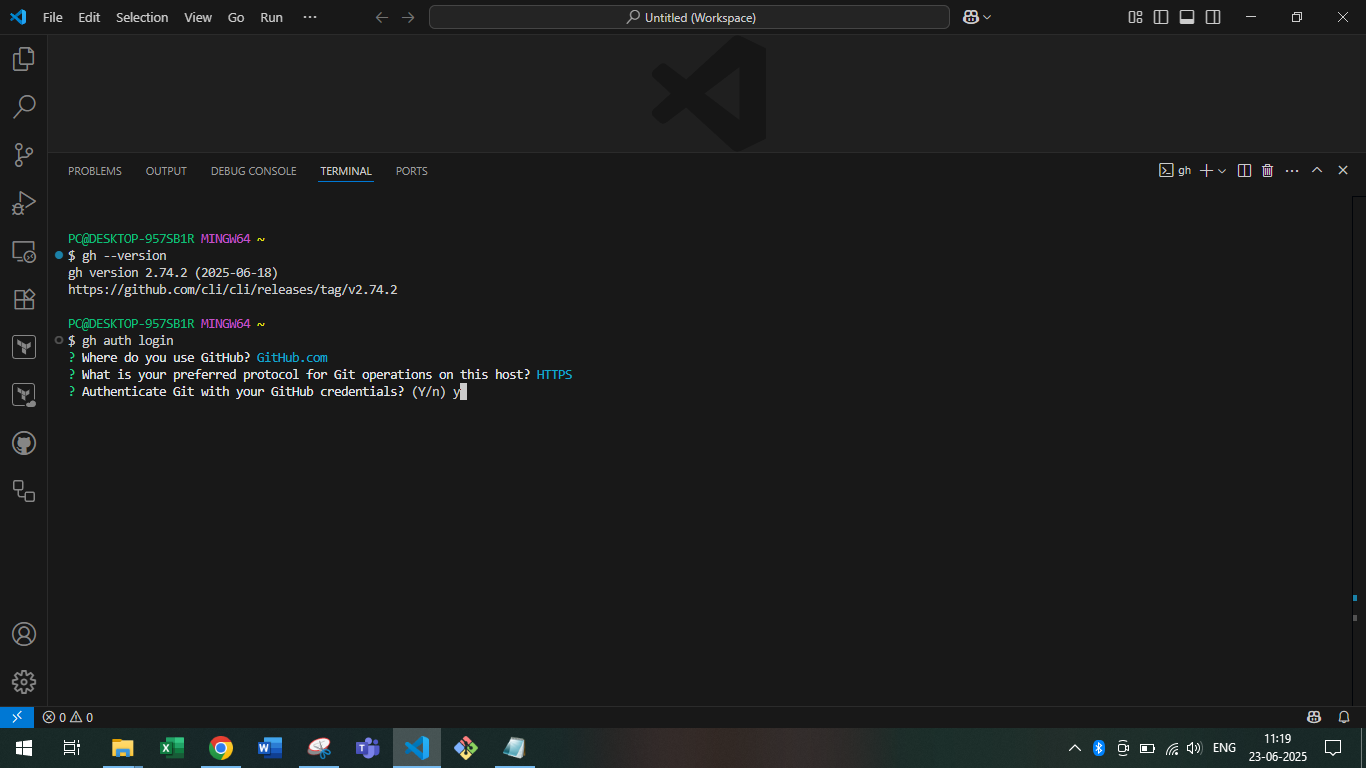 File Edit Selection View Go Run ···
Untitled (Workspace)
PROBLEMS OUTPUT DEBUG CONSOLE TERMINAL PORTS
gh
PC@DESKTOP-957SB1R MINGW64 ~
$ gh --version
gh version 2.74.2 (2025-06-18)
https://github.com/cli/cli/releases/tag/v2.74.2
PC@DESKTOP-957SB1R MINGW64 ~
$ gh auth login
? Where do you use GitHub? GitHub.com
? What is your preferred protocol for Git operations on this host? HTTPS
? Authenticate Git with your GitHub credentials? (Y/n) y
0 0
ENG
11:19
23-06-2025